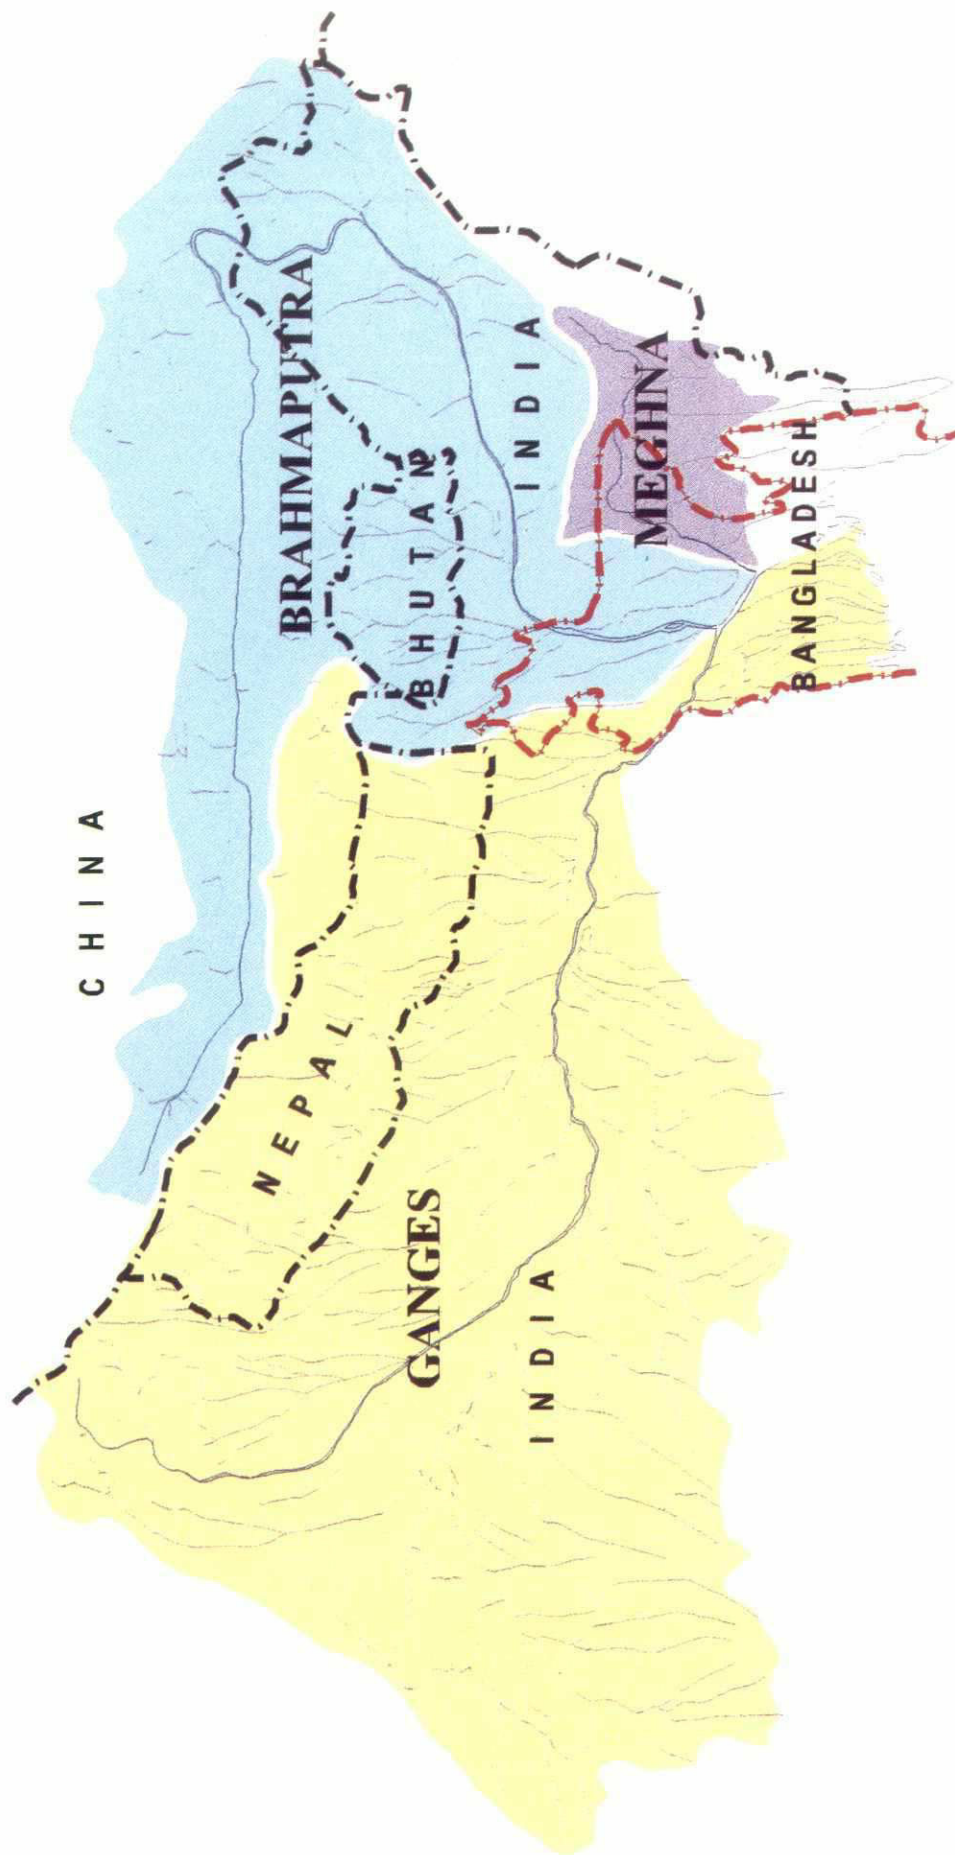 CHINA
NEPAL
BRAHMAPUTRA
BHUTAN
GANGES
INDIA
INDIA
MEGHNA
BANGLADESH